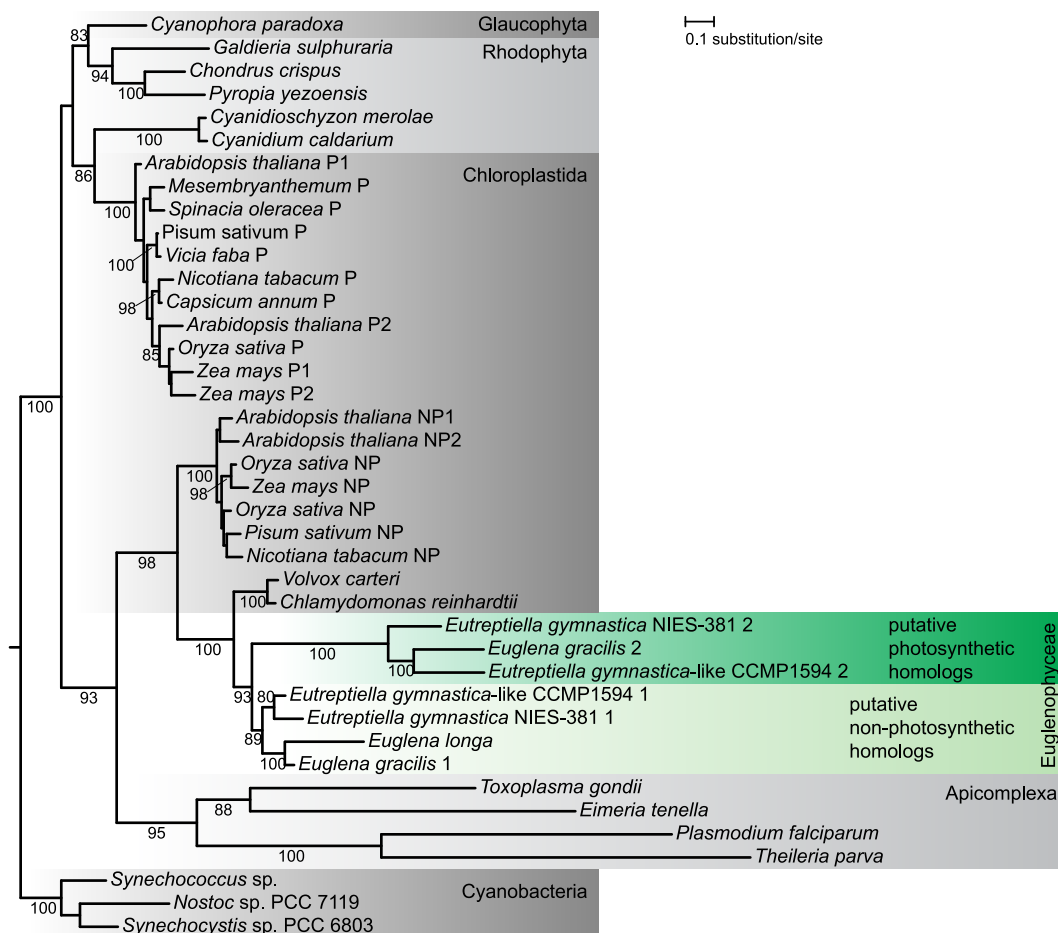 Cyanophora paradoxa
Glaucophyta
83
0.1 substitution/site
Galdieria sulphuraria
Rhodophyta
94
Chondrus crispus
100
Pyropia yezoensis
Cyanidioschyzon merolae
100
Cyanidium caldarium
86
Arabidopsis thaliana P1
Chloroplastida
Mesembryanthemum P
100
Spinacia oleracea P
Pisum sativum P
100
Vicia faba P
Nicotiana tabacum P
98
Capsicum annum P
Arabidopsis thaliana P2
85
Oryza sativa P
Zea mays P1
Zea mays P2
100
Arabidopsis thaliana NP1
Arabidopsis thaliana NP2
Oryza sativa NP
100
98
Zea mays NP
Oryza sativa NP
Pisum sativum NP
Nicotiana tabacum NP
98
Volvox carteri
100
Chlamydomonas reinhardtii
Eutreptiella gymnastica NIES-381 2
putative
100
100
Euglena gracilis 2
photosynthetic
100
Eutreptiella gymnastica-like CCMP1594 2
homologs
93
93
80
Eutreptiella gymnastica-like CCMP1594 1
putative
Eutreptiella gymnastica NIES-381 1
non-photosynthetic
89
Euglena longa
homologs
100
Euglena gracilis 1
Euglenophyceae
Toxoplasma gondii
Apicomplexa
88
Eimeria tenella
95
Plasmodium falciparum
100
Theileria parva
Synechococcus sp.
Cyanobacteria
100
Nostoc sp. PCC 7119
Synechocystis sp. PCC 6803